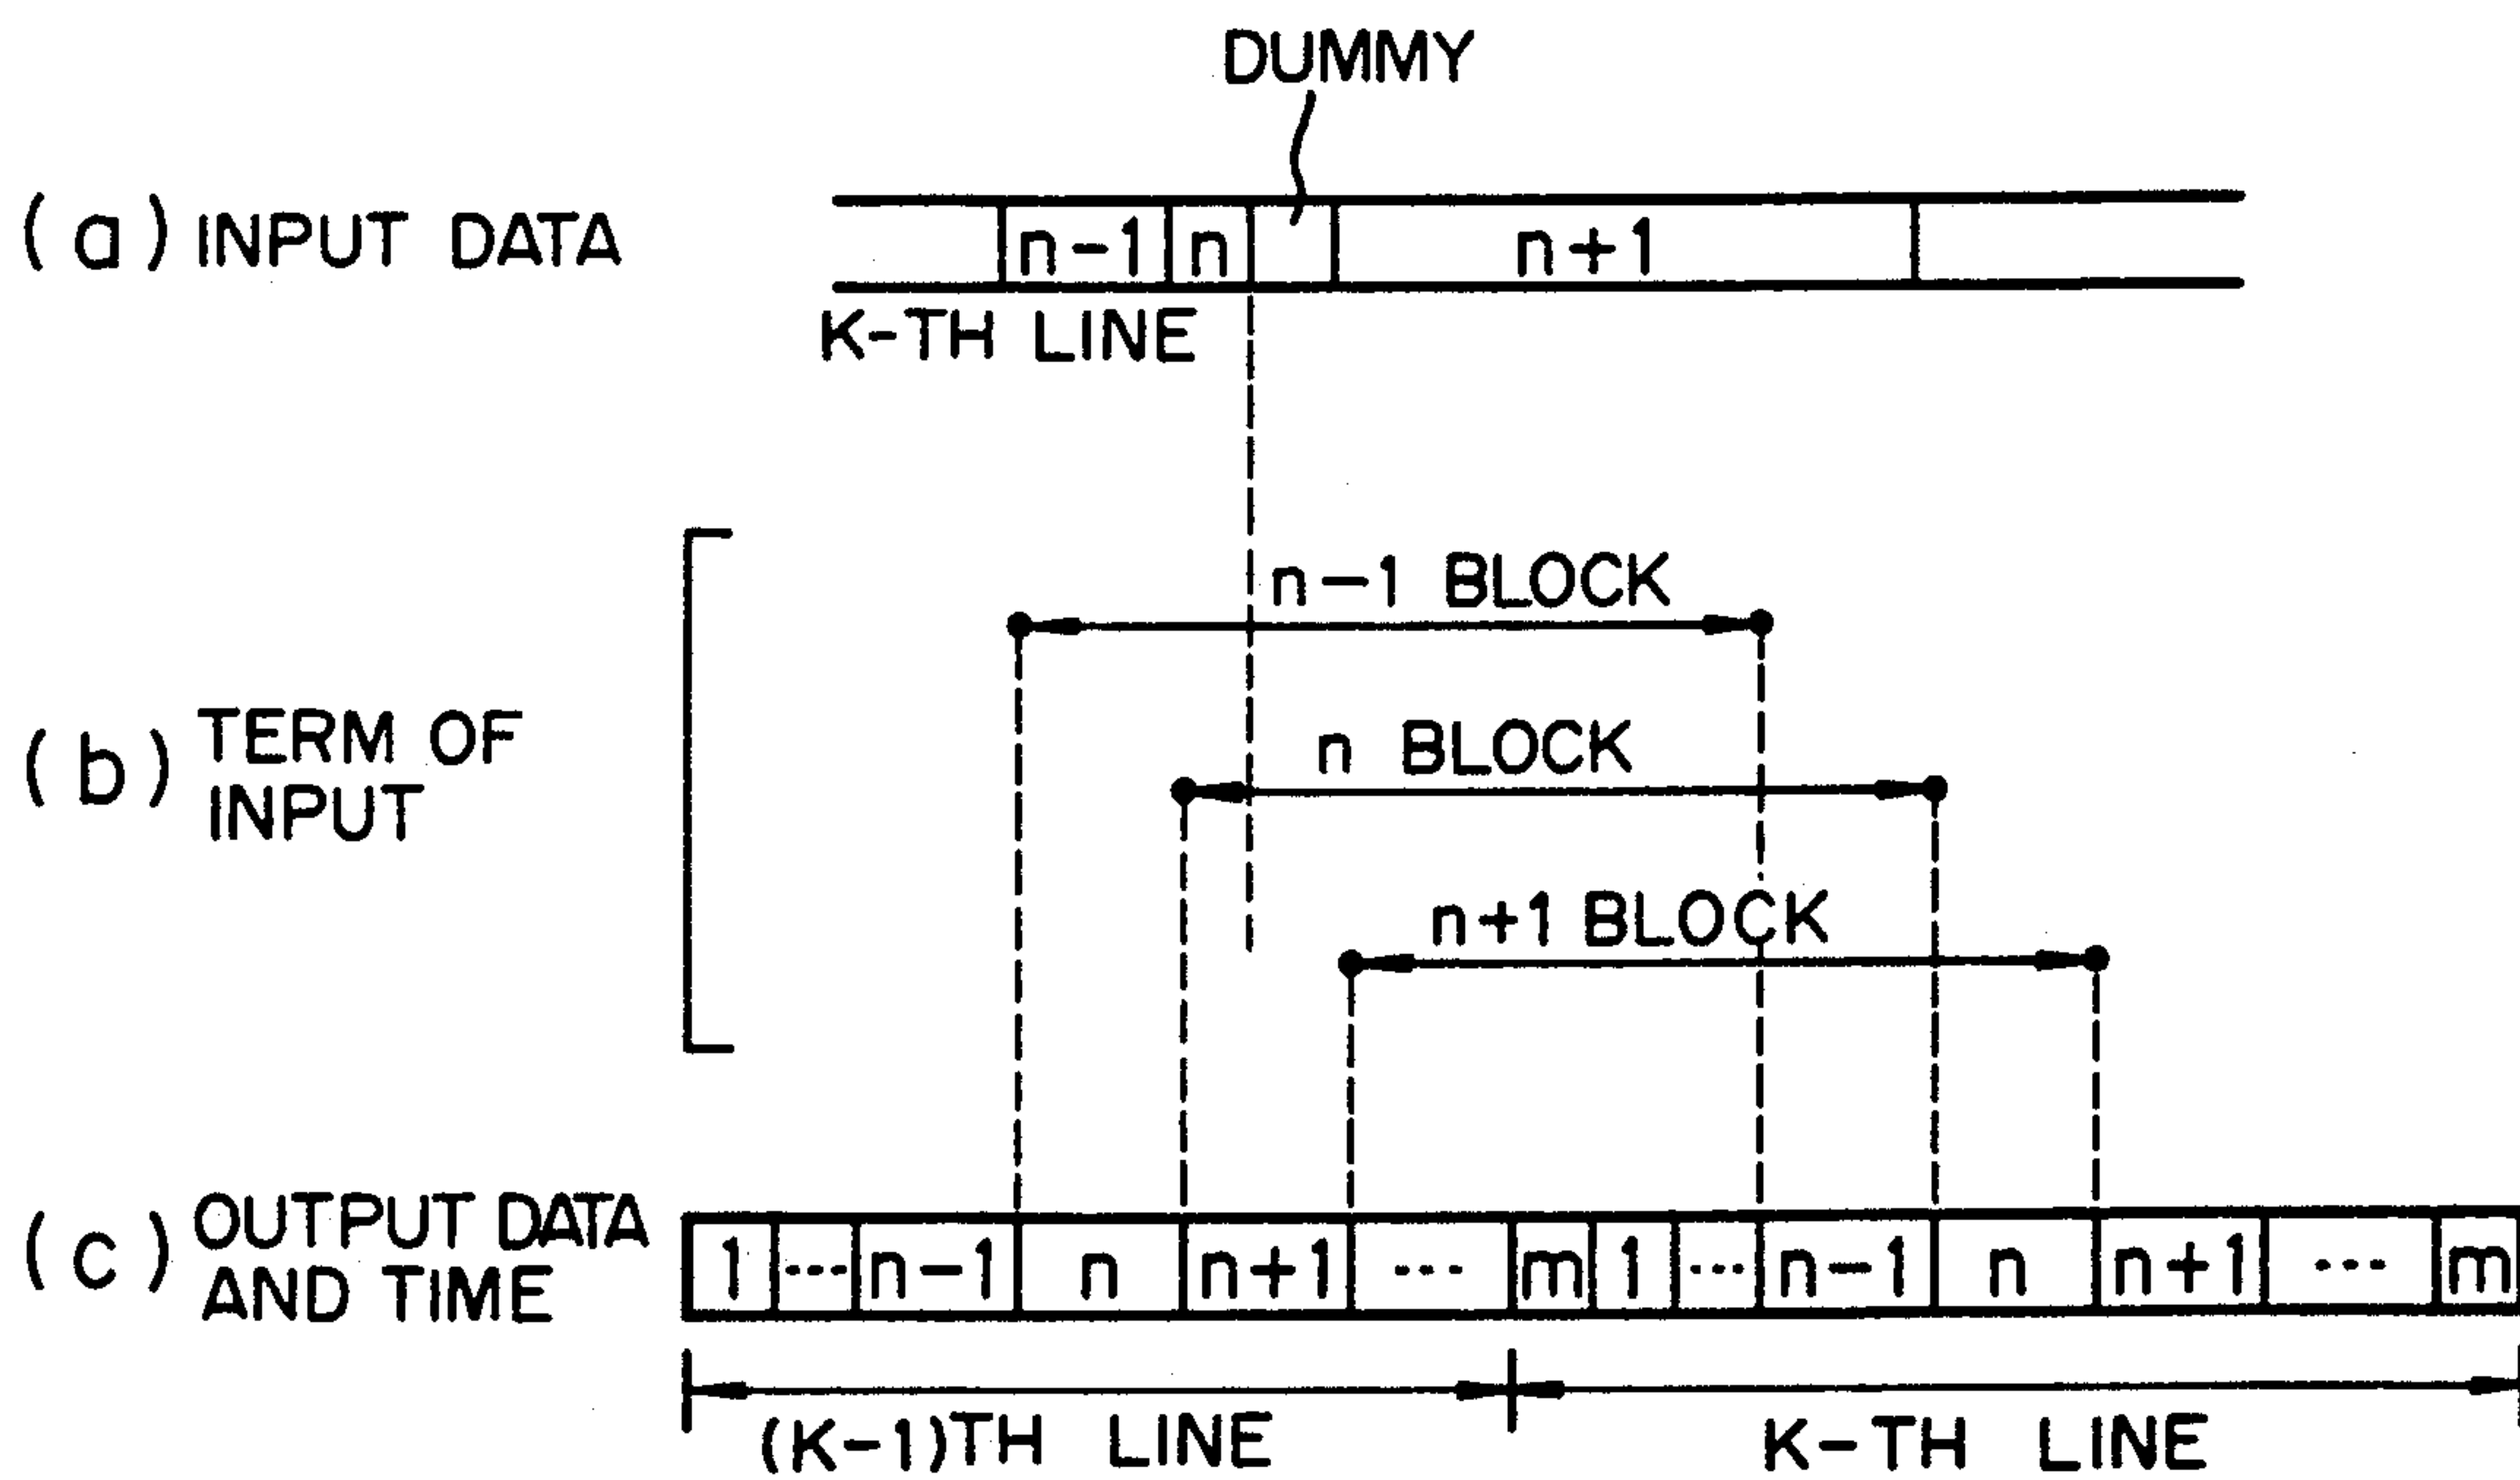 DUMMY
(a) INPUT DATA
n-1 n n+1
K-TH LINE
n-1 BLOCK
n BLOCK
n+1 BLOCK
(b) TERM OF
INPUT
(c) OUTPUT DATA
AND TIME
1 --- n-1 n n+1 --- m 1 --- n-1 n n+1 --- m
(K-1)TH LINE K-TH LINE